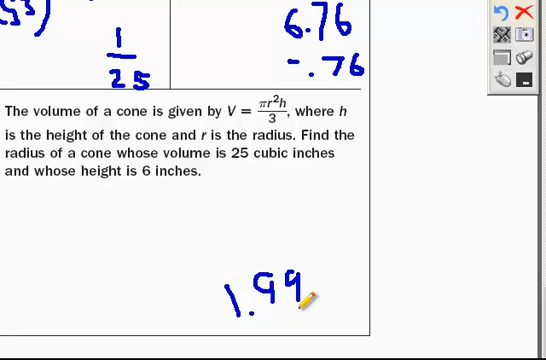 6.76
1
25
-.76
The volume of a cone is given by V = πr²h/3, where h
is the height of the cone and r is the radius. Find the
radius of a cone whose volume is 25 cubic inches
and whose height is 6 inches.
1.99